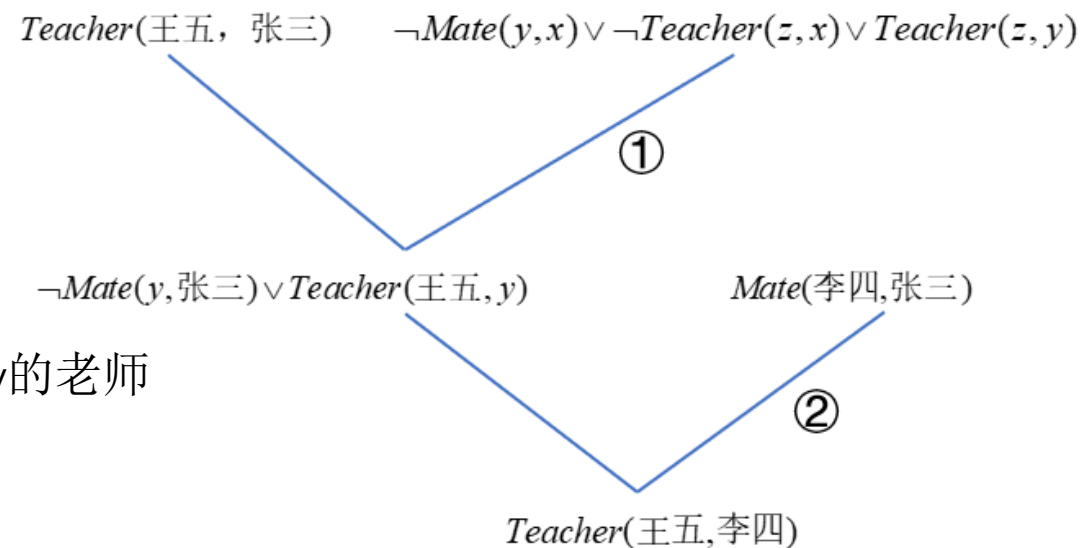 Teacher(王五，张三) ¬Mate(y,x)∨¬Teacher(z,x)∨Teacher(z,y)
①
¬Mate(y,张三)∨Teacher(王五,y) Mate(李四,张三)
的老师
②
Teacher(王五,李四)